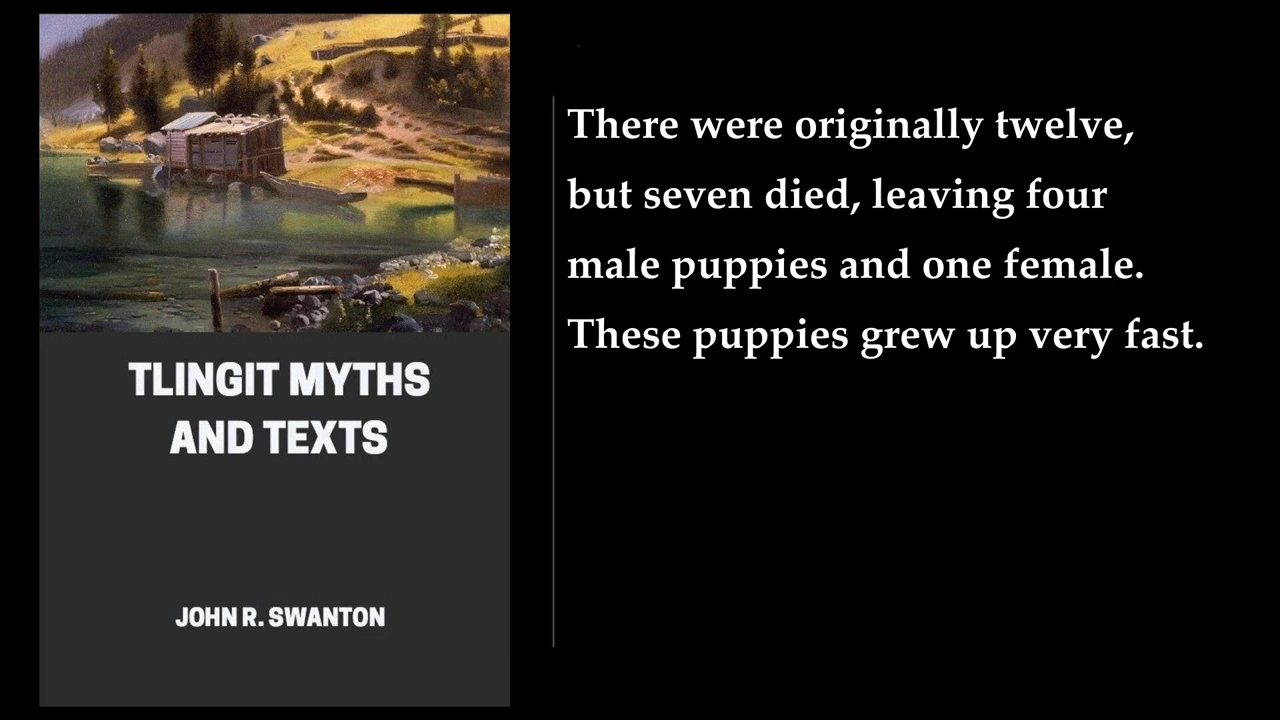 TLINGIT MYTHS
AND TEXTS
JOHN R. SWANTON
There were originally twelve,
but seven died, leaving four
male puppies and one female.
These puppies grew up very fast.